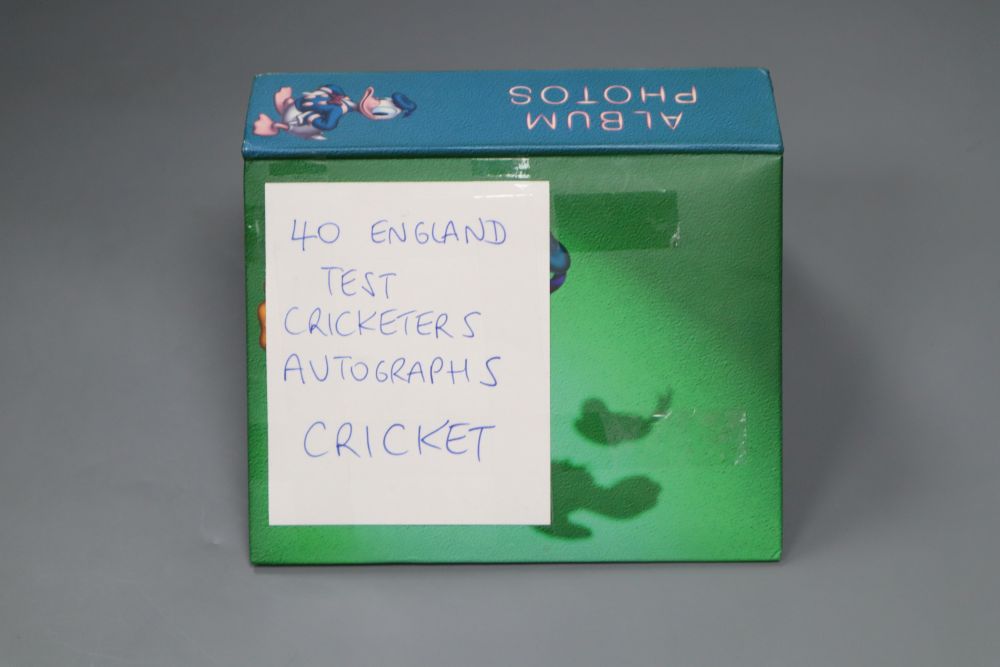 ALBUM
PHOTOS
40 ENGLAND
TEST
CRICKETERS
AUTOGRAPHS
CRICKET